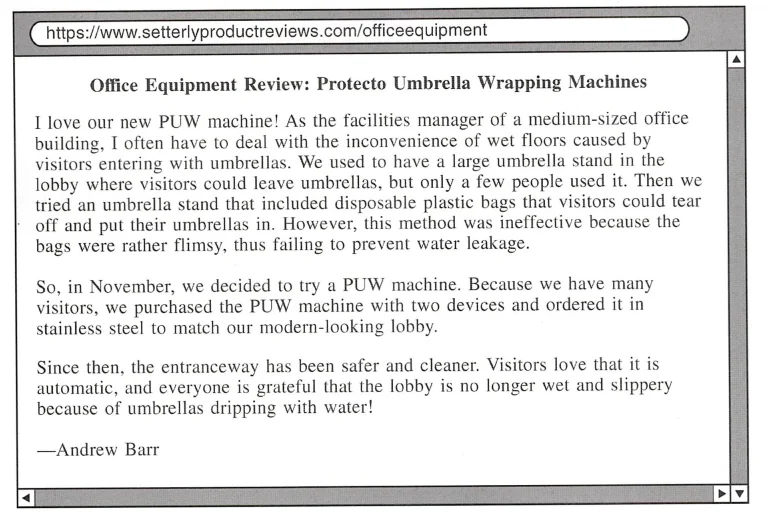 https://www.setterlyproductreviews.com/officeequipment
Office Equipment Review: Protecto Umbrella Wrapping Machines
I love our new PUW machine! As the facilities manager of a medium-sized office
building, I often have to deal with the inconvenience of wet floors caused by
visitors entering with umbrellas. We used to have a large umbrella stand in the
lobby where visitors could leave umbrellas, but only a few people used it. Then we
tried an umbrella stand that included disposable plastic bags that visitors could tear
off and put their umbrellas in. However, this method was ineffective because the
bags were rather flimsy, thus failing to prevent water leakage.
So, in November, we decided to try a PUW machine. Because we have many
visitors, we purchased the PUW machine with two devices and ordered it in
stainless steel to match our modern-looking lobby.
Since then, the entranceway has been safer and cleaner. Visitors love that it is
automatic, and everyone is grateful that the lobby is no longer wet and slippery
because of umbrellas dripping with water!
—Andrew Barr